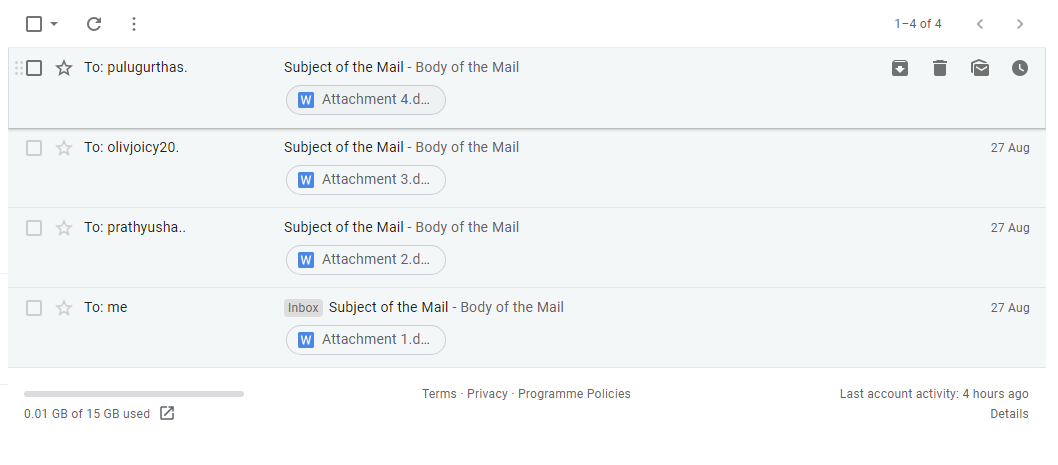 1–4 of 4
To: pulugurthas. Subject of the Mail - Body of the Mail
W Attachment 4.d...
To: olivjoicy20. Subject of the Mail - Body of the Mail 27 Aug
W Attachment 3.d...
To: prathyusha.. Subject of the Mail - Body of the Mail 27 Aug
W Attachment 2.d...
To: me Inbox Subject of the Mail - Body of the Mail 27 Aug
W Attachment 1.d...
Terms · Privacy · Programme Policies Last account activity: 4 hours ago
0.01 GB of 15 GB used Details